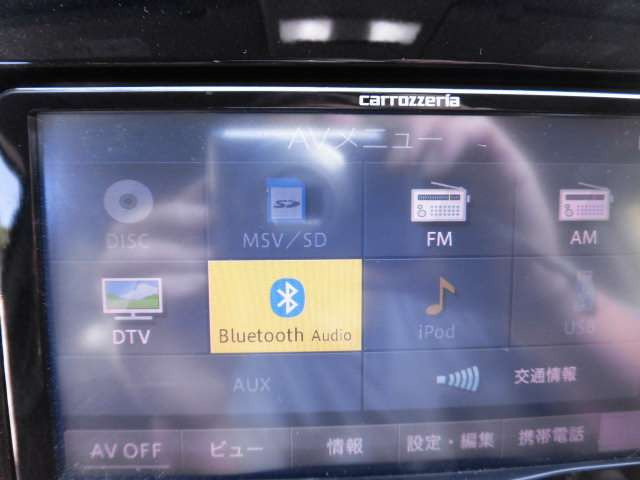 carrozzeria
AVメニュー
DISC
MSV／SD
FM
AM
DTV
Bluetooth Audio
iPod
USB
AUX
交通情報
AV OFF
ビュー
情報
設定・編集
携帯電話